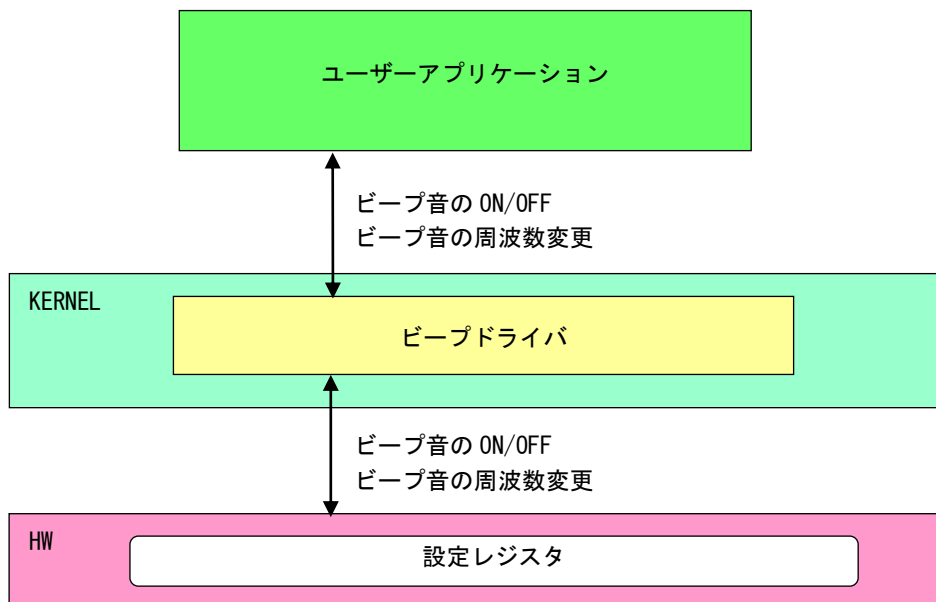 ユーザーアプリケーション
ビープ音の ON/OFF
ビープ音の周波数変更
KERNEL
ビープドライバ
ビープ音の ON/OFF
ビープ音の周波数変更
HW
設定レジスタ